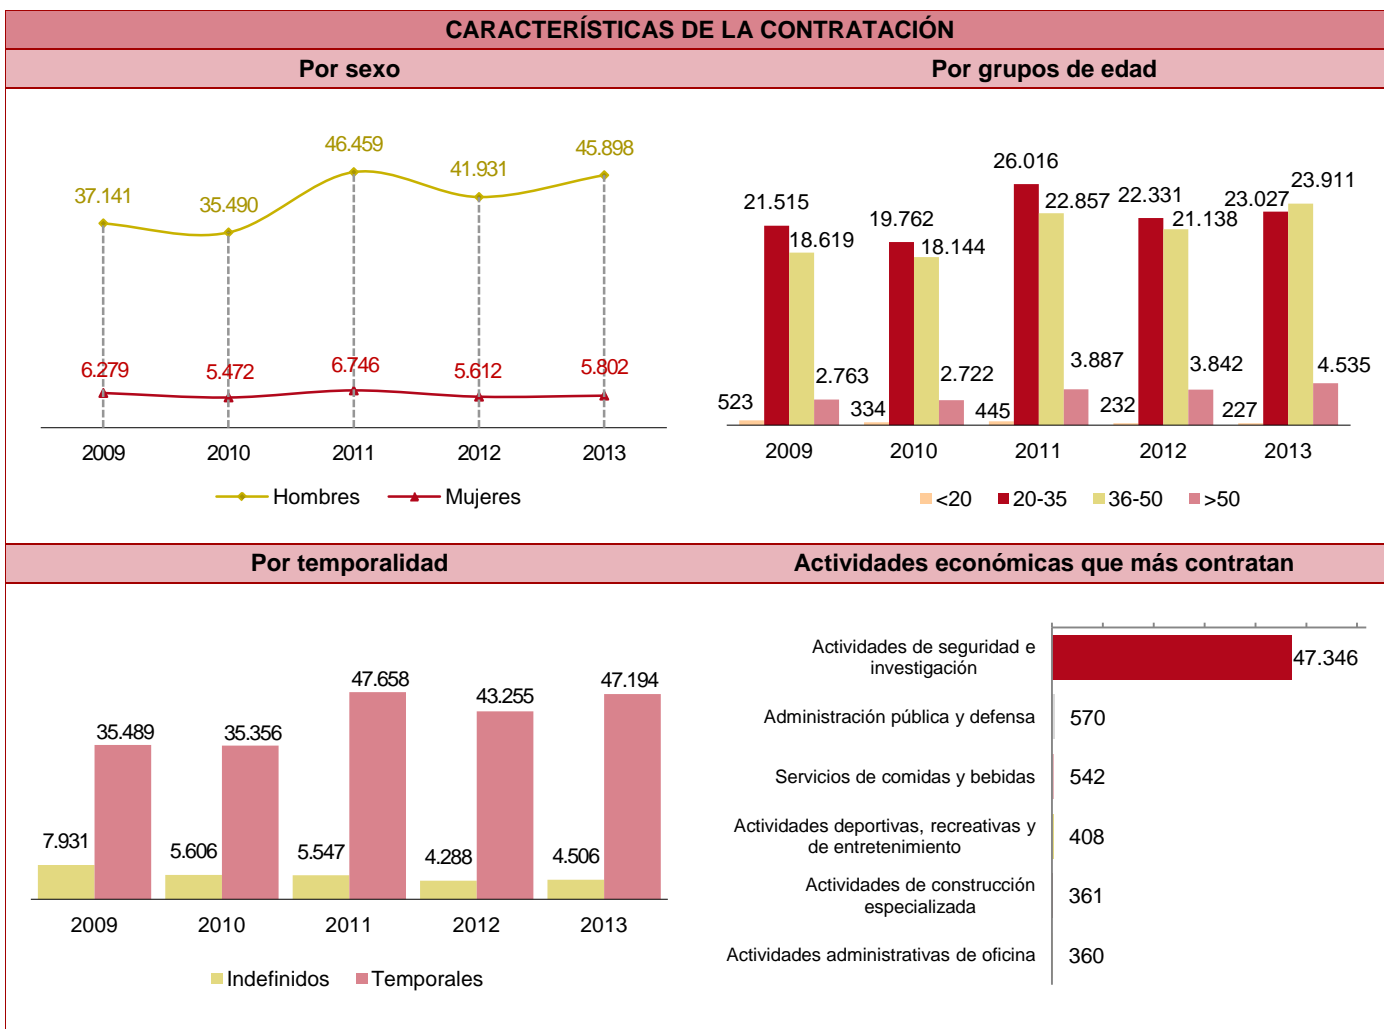 CARACTERÍSTICAS DE LA CONTRATACIÓN
Por sexo
37.141
35.490
46.459
41.931
45.898
6.279
5.472
6.746
5.612
5.802
2009 2010 2011 2012 2013
Hombres Mujeres
Por grupos de edad
523
21.515
18.619
2.763
334
19.762
18.144
2.722
445
26.016
22.857
3.887
232
22.331
21.138
3.842
227
23.027
23.911
4.535
2009 2010 2011 2012 2013
<20 20-35 36-50 >50
Por temporalidad
7.931
35.489
5.606
35.356
5.547
47.658
4.288
43.255
4.506
47.194
2009 2010 2011 2012 2013
Indefinidos Temporales
Actividades económicas que más contratan
Actividades de seguridad e
investigación
47.346
Administración pública y defensa 570
Servicios de comidas y bebidas 542
Actividades deportivas, recreativas y
de entretenimiento
408
Actividades de construcción
especializada
361
Actividades administrativas de oficina 360